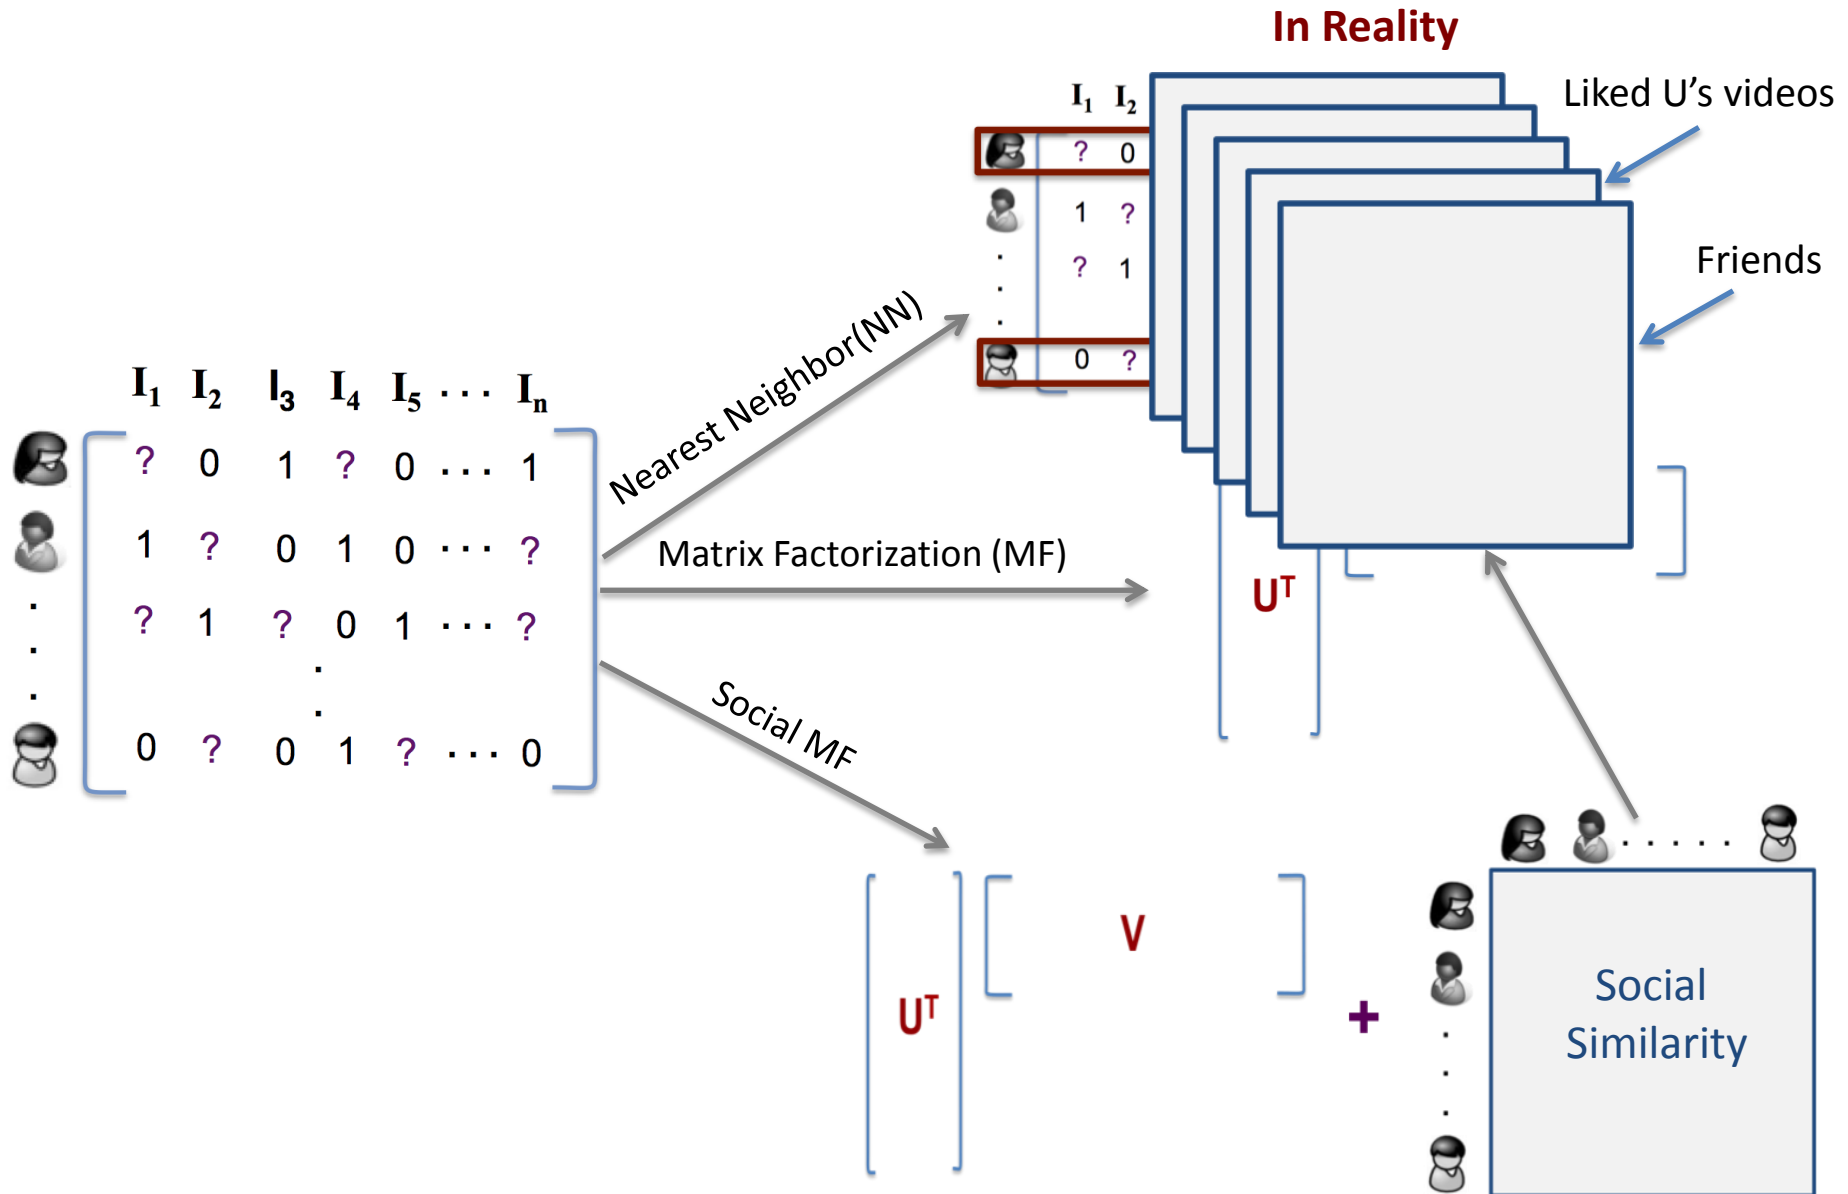 In Reality
I1 I2
? 0
1 ?
? 1
0 ?
Liked U's videos
Friends
I1 I2 I3 I4 I5 ... In
? 0 1 ? 0 ... 1
1 ? 0 1 0 ... ?
? 1 ? 0 1 ... ?
0 ? 0 1 ? ... 0
Nearest Neighbor(NN)
Matrix Factorization (MF)
Social MF
U^T
U^T
V
+
Social
Similarity